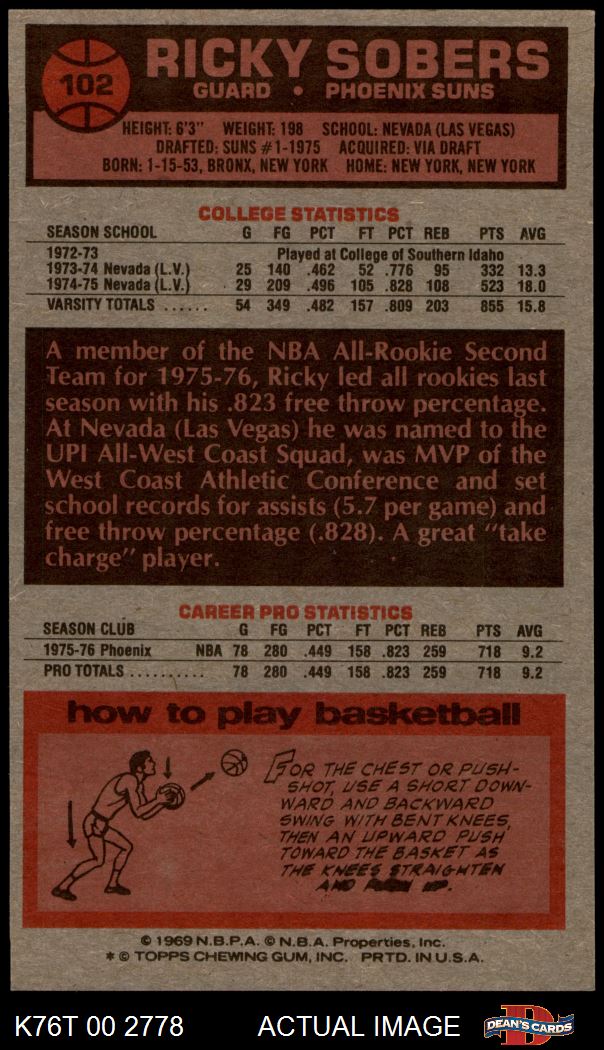 102
RICKY SOBERS
GUARD • PHOENIX SUNS
HEIGHT: 6'3" WEIGHT: 198 SCHOOL: NEVADA (LAS VEGAS)
DRAFTED: SUNS #1-1975 ACQUIRED: VIA DRAFT
BORN: 1-15-53, BRONX, NEW YORK HOME: NEW YORK, NEW YORK
COLLEGE STATISTICS
SEASON SCHOOL G FG PCT FT PCT REB PTS AVG
1972-73 Played at College of Southern Idaho
1973-74 Nevada (L.V.) 25 140 .462 52 .776 95 332 13.3
1974-75 Nevada (L.V.) 29 209 .496 105 .828 108 523 18.0
VARSITY TOTALS ...... 54 349 .482 157 .809 203 855 15.8
A member of the NBA All-Rookie Second
Team for 1975-76, Ricky led all rookies last
season with his .823 free throw percentage.
At Nevada (Las Vegas) he was named to the
UPI All-West Coast Squad, was MVP of the
West Coast Athletic Conference and set
school records for assists (5.7 per game) and
free throw percentage (.828). A great "take
charge" player.
CAREER PRO STATISTICS
SEASON CLUB G FG PCT FT PCT REB PTS AVG
1975-76 Phoenix NBA 78 280 .449 158 .823 259 718 9.2
PRO TOTALS .......... 78 280 .449 158 .823 259 718 9.2
how to play basketball
FOR THE CHEST OR PUSH-
SHOT, USE A SHORT DOWN-
WARD AND BACKWARD
SWING WITH BENT KNEES,
THEN AN UPWARD PUSH
TOWARD THE BASKET AS
THE KNEES STRAIGHTEN
AND PUSH UP.
© 1969 N.B.P.A. © N.B.A. Properties, Inc.
* © TOPPS CHEWING GUM, INC. PRTD. IN U.S.A.
K76T 00 2778 ACTUAL IMAGE
D
DEAN'S CARDS